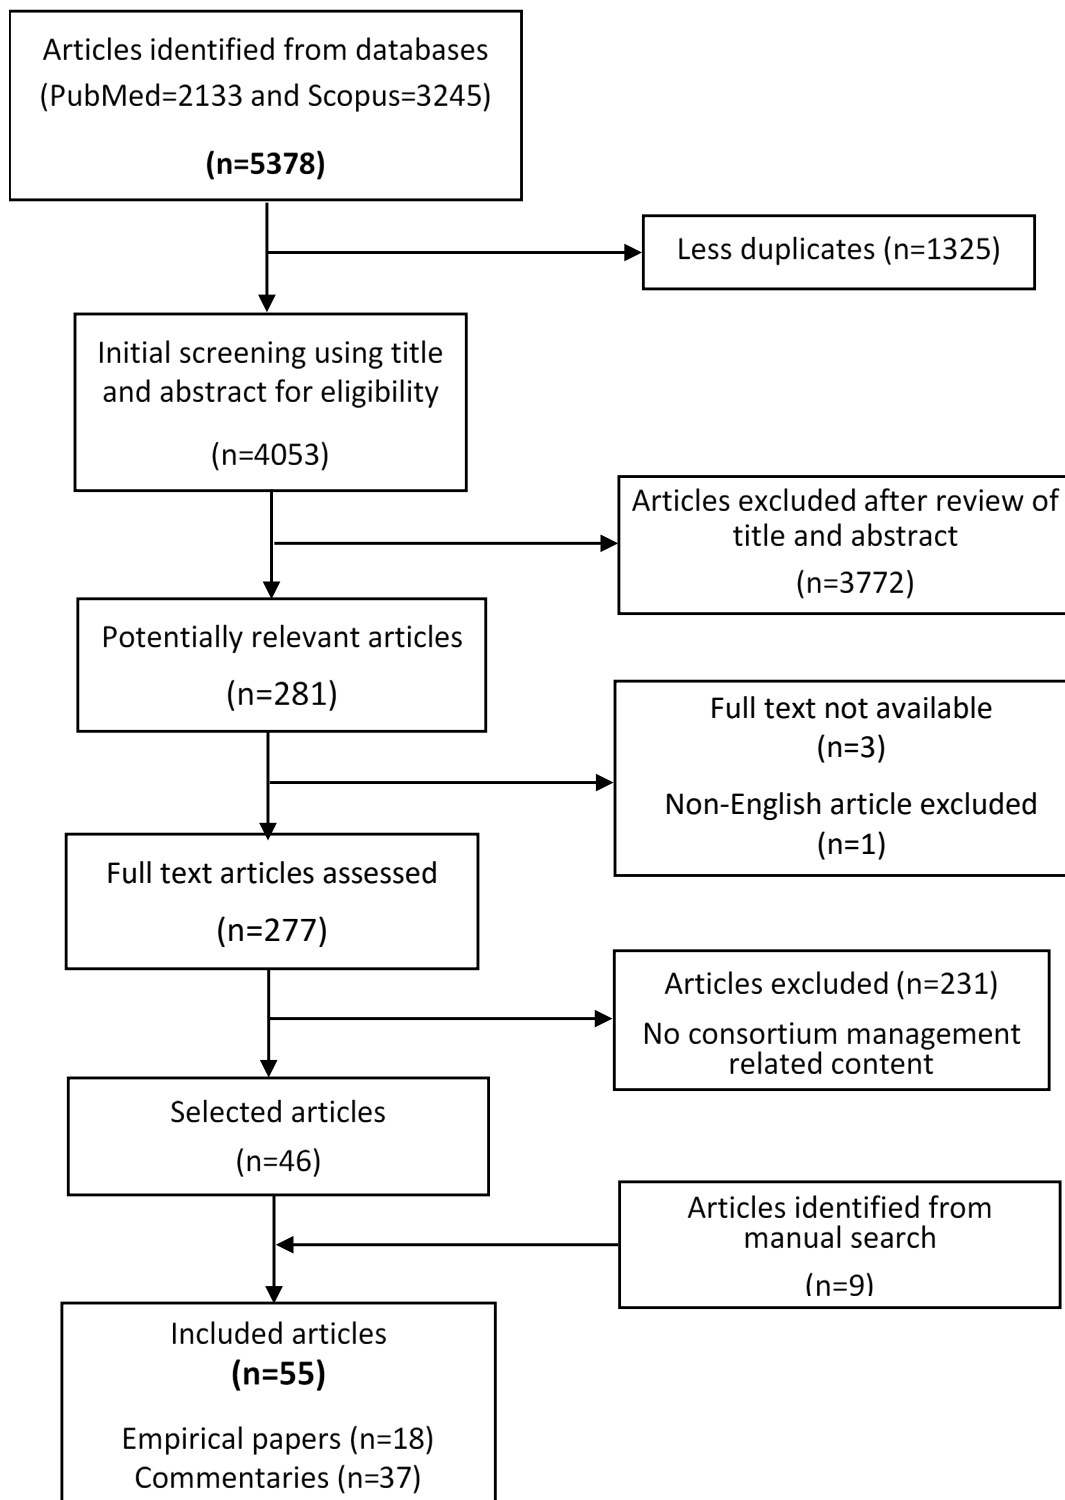 Articles identified from databases
(PubMed=2133 and Scopus=3245)
(n=5378)
Less duplicates (n=1325)
Initial screening using title
and abstract for eligibility
(n=4053)
Articles excluded after review of
title and abstract
(n=3772)
Potentially relevant articles
(n=281)
Full text not available
(n=3)
Non-English article excluded
(n=1)
Full text articles assessed
(n=277)
Articles excluded (n=231)
No consortium management
related content
Selected articles
(n=46)
Articles identified from
manual search
(n=9)
Included articles
(n=55)
Empirical papers (n=18)
Commentaries (n=37)